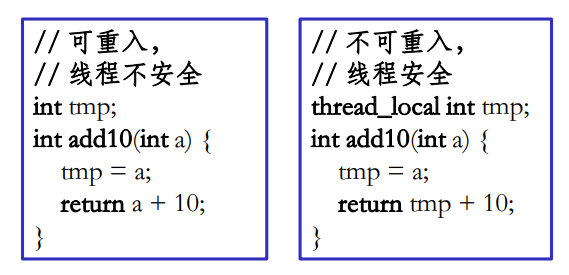 // 可重入，
// 线程不安全
int tmp;
int add10(int a) {
tmp = a;
return a + 10;
}
// 不可重入，
// 线程安全
thread_local int tmp;
int add10(int a) {
tmp = a;
return tmp + 10;
}